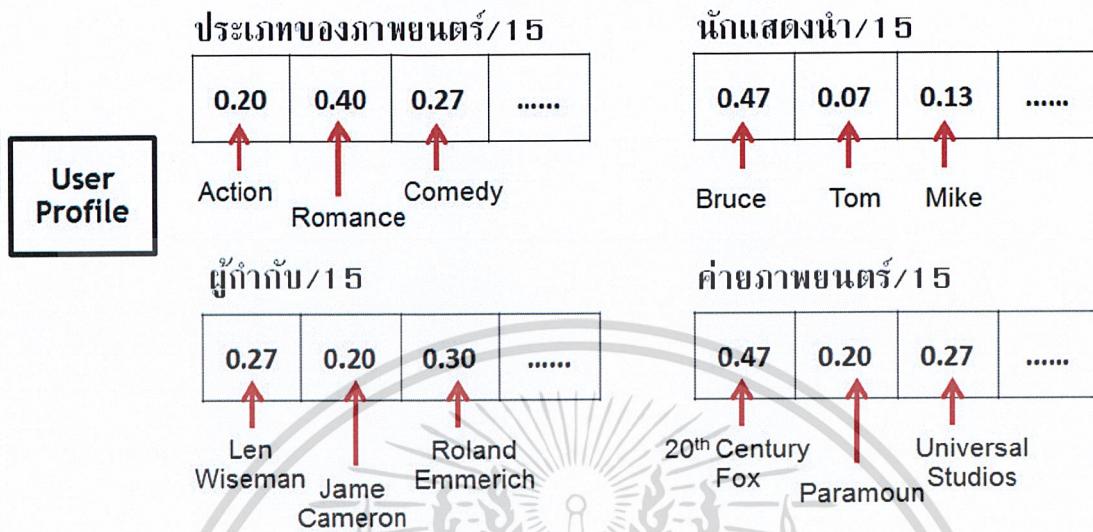 ประเภทของภาพยนตร์/15
0.20 0.40 0.27 ......
Action
Romance
Comedy
นักแสดงนำ/15
0.47 0.07 0.13 ......
Bruce
Tom
Mike
User
Profile
ผู้กำกับ/15
0.27 0.20 0.30 ......
Len
Wiseman
Jame
Cameron
Roland
Emmerich
ค่ายภาพยนตร์/15
0.47 0.20 0.27 ......
20th Century
Fox
Paramoun
Universal
Studios